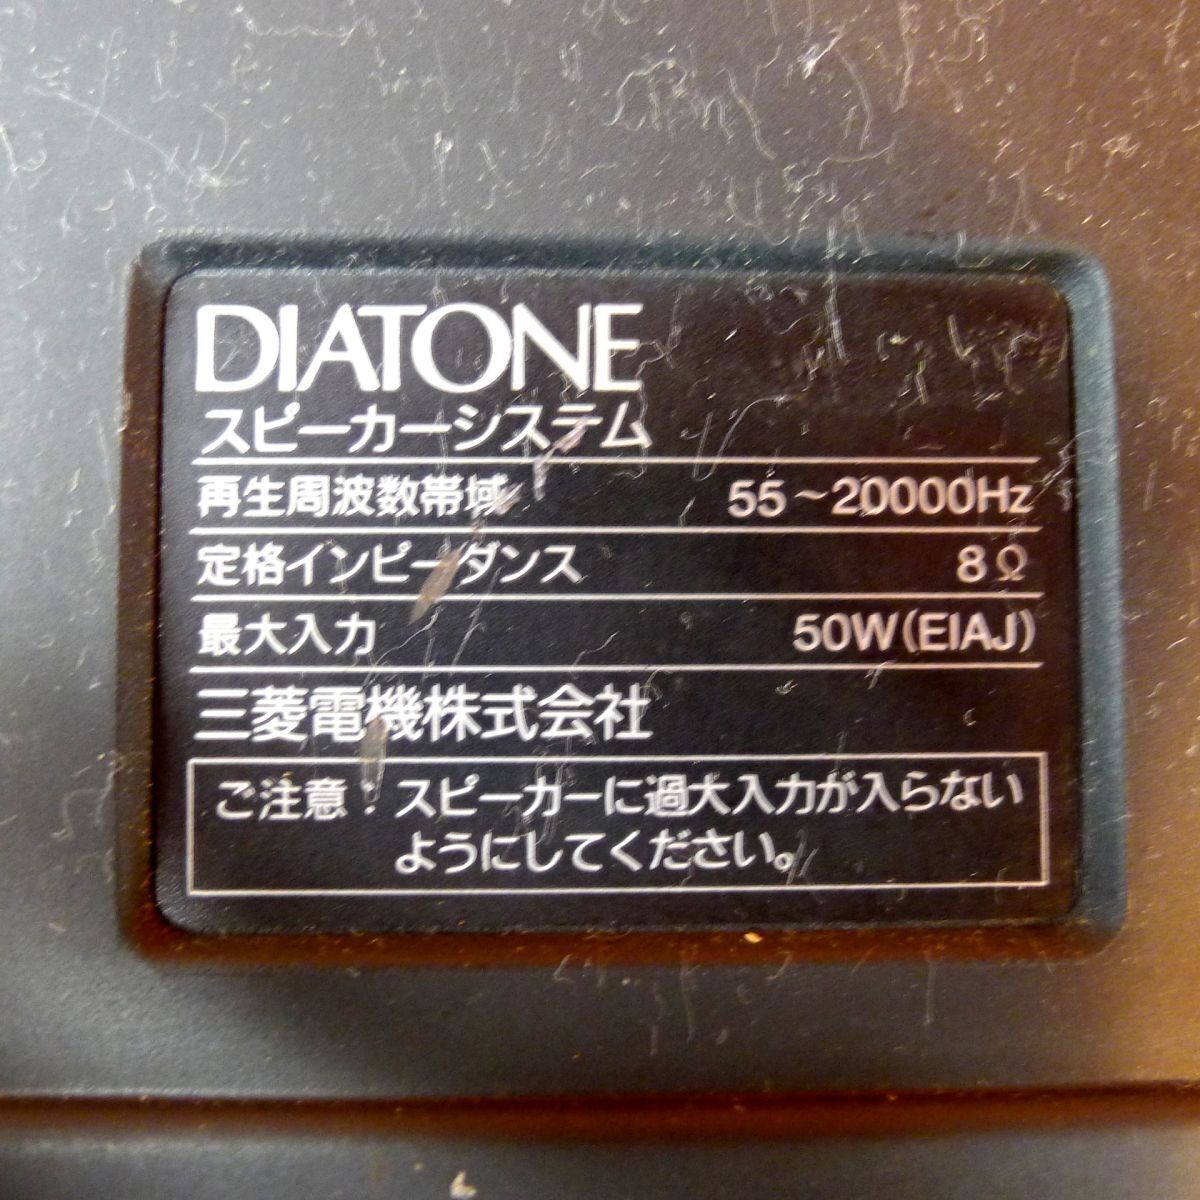 DIATONE
スピーカーシステム
再生周波数帯域 55～20000Hz
定格インピーダンス 8Ω
最大入力 50W(EIAJ)
三菱電機株式会社
ご注意：スピーカーに過大入力が入らない
ようにしてください。